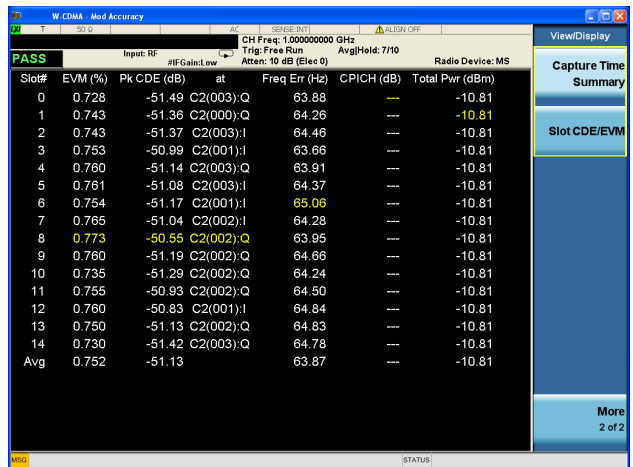 W-CDMA - Mod Accuracy
T 50 Ω AC SENSE:INT ALIGN OFF
CH Freq: 1.000000000 GHz
Trig: Free Run Avg|Hold: 7/10
PASS Input: RF #IFGain:Low Atten: 10 dB (Elec 0) Radio Device: MS
Slot# EVM (%) Pk CDE (dB) at Freq Err (Hz) CPICH (dB) Total Pwr (dBm)
0 0.728 -51.49 C2(003):Q 63.88 --- -10.81
1 0.743 -51.36 C2(000):Q 64.26 --- -10.81
2 0.743 -51.37 C2(003):I 64.46 --- -10.81
3 0.753 -50.99 C2(001):I 63.66 --- -10.81
4 0.760 -51.14 C2(003):Q 63.91 --- -10.81
5 0.761 -51.08 C2(003):I 64.37 --- -10.81
6 0.754 -51.17 C2(001):I 65.06 --- -10.81
7 0.765 -51.04 C2(002):I 64.28 --- -10.81
8 0.773 -50.55 C2(002):Q 63.95 --- -10.81
9 0.760 -51.19 C2(002):Q 64.66 --- -10.81
10 0.735 -51.29 C2(002):Q 64.24 --- -10.81
11 0.755 -50.93 C2(002):Q 64.50 --- -10.81
12 0.760 -50.83 C2(001):I 64.84 --- -10.81
13 0.750 -51.13 C2(002):Q 64.83 --- -10.81
14 0.730 -51.42 C2(003):Q 64.78 --- -10.81
Avg 0.752 -51.13 63.87 --- -10.81
View/Display
Capture Time
Summary
Slot CDE/EVM
More
2 of 2
MSG STATUS